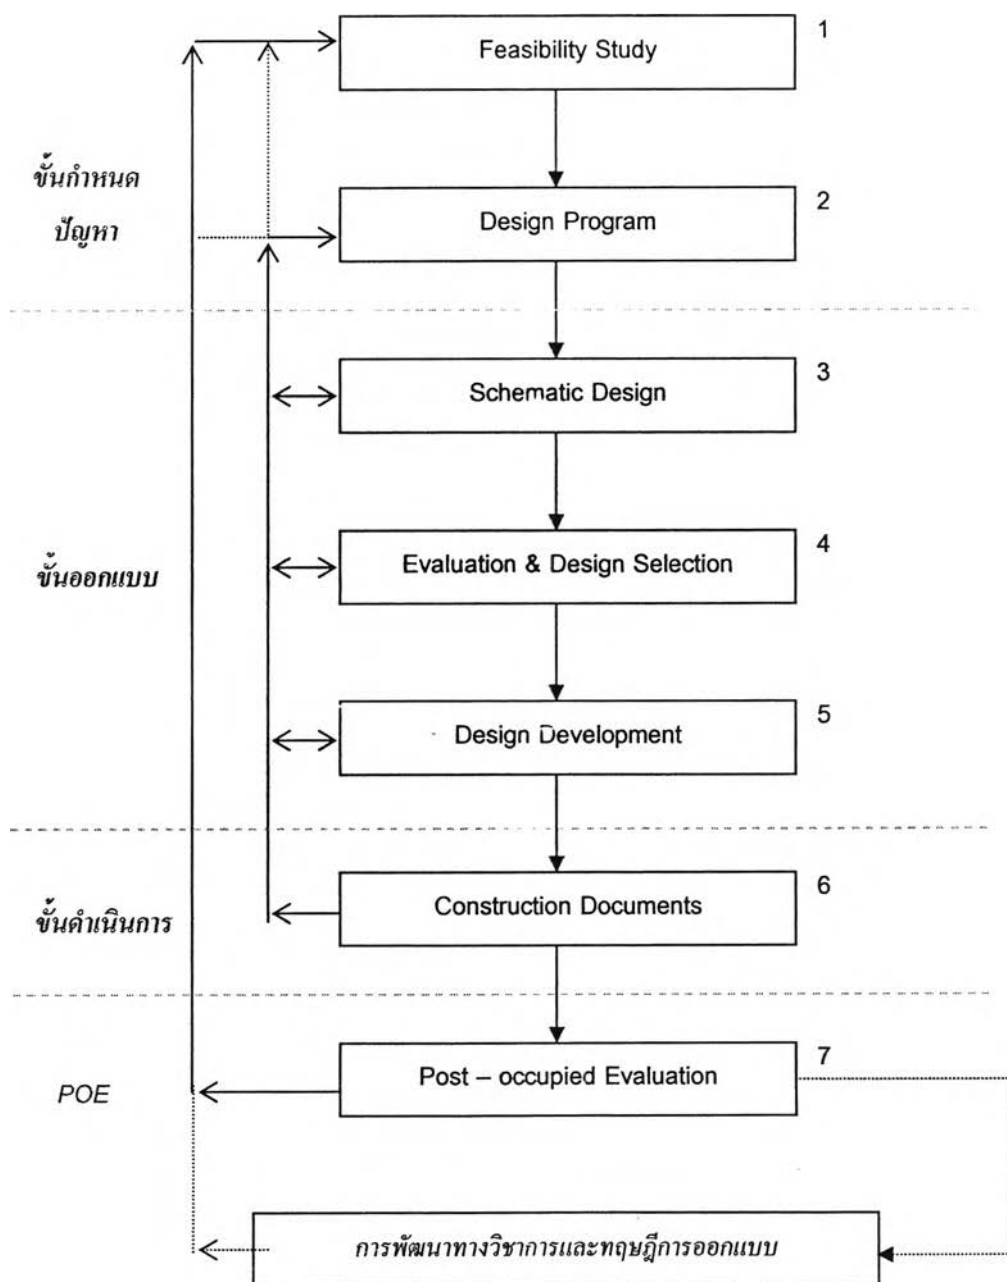 1
Feasibility Study
ขั้นกำหนด
ปัญหา
2
Design Program
3
Schematic Design
ขั้นออกแบบ
4
Evaluation & Design Selection
5
Design Development
ขั้นดำเนินการ
6
Construction Documents
POE
7
Post – occupied Evaluation
การพัฒนาทางวิชาการและทฤษฎีการออกแบบ